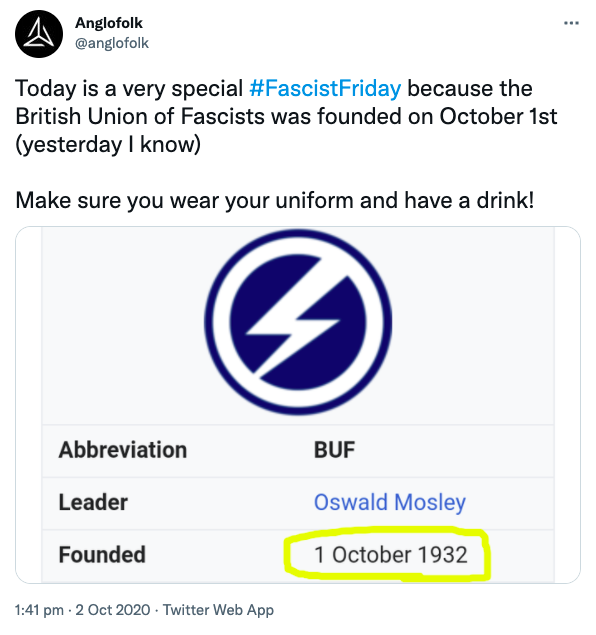 Anglofolk
@anglofolk
Today is a very special #FascistFriday because the
British Union of Fascists was founded on October 1st
(yesterday I know)
Make sure you wear your uniform and have a drink!
Abbreviation BUF
Leader Oswald Mosley
Founded 1 October 1932
1:41 pm · 2 Oct 2020 · Twitter Web App